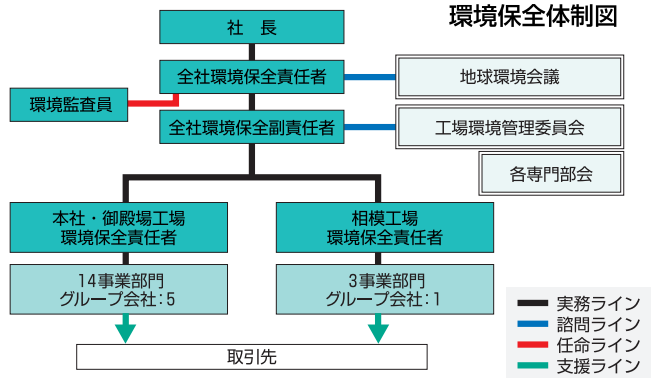 環境保全体制図
社　長
全社環境保全責任者
地球環境会議
環境監査員
全社環境保全副責任者
工場環境管理委員会
各専門部会
本社・御殿場工場
環境保全責任者
相模工場
環境保全責任者
14事業部門
グループ会社：5
3事業部門
グループ会社：1
取引先
実務ライン
諮問ライン
任命ライン
支援ライン